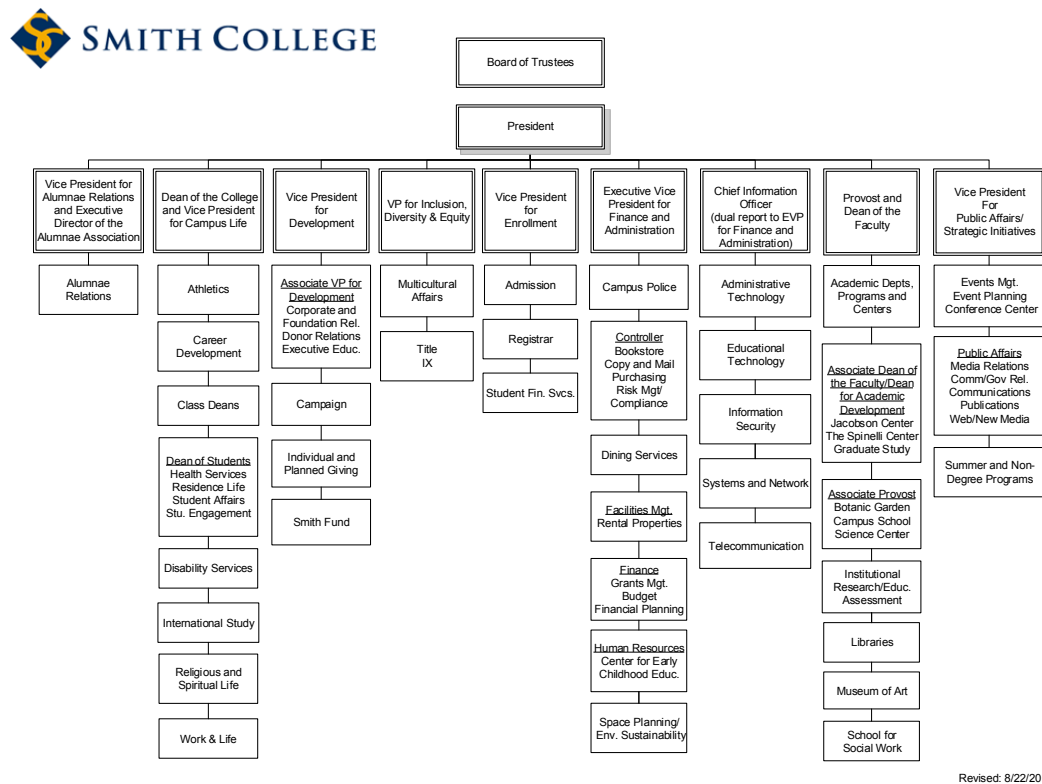 SMITH COLLEGE
Board of Trustees
President
Vice President for
Alumnae Relations
and Executive
Director of the
Alumnae Association
Alumnae
Relations
Dean of the College
and Vice President
for Campus Life
Athletics
Career
Development
Class Deans
Dean of Students
Health Services
Residence Life
Student Affairs
Stu. Engagement
Disability Services
International Study
Religious and
Spiritual Life
Work & Life
Vice President
for
Development
Associate VP for
Development
Corporate and
Foundation Rel.
Donor Relations
Executive Educ.
Campaign
Individual and
Planned Giving
Smith Fund
VP for Inclusion,
Diversity & Equity
Multicultural
Affairs
Title
IX
Vice President
for
Enrollment
Admission
Registrar
Student Fin. Svcs.
Executive Vice
President for
Finance and
Administration
Campus Police
Controller
Bookstore
Copy and Mail
Purchasing
Risk Mgt/
Compliance
Dining Services
Facilities Mgt.
Rental Properties
Finance
Grants Mgt.
Budget
Financial Planning
Human Resources
Center for Early
Childhood Educ.
Space Planning/
Env. Sustainability
Chief Information
Officer
(dual report to EVP
for Finance and
Administration)
Administrative
Technology
Educational
Technology
Information
Security
Systems and Network
Telecommunication
Provost and
Dean of the
Faculty
Academic Depts,
Programs and
Centers
Associate Dean of
the Faculty/Dean
for Academic
Development
Jacobson Center
The Spinelli Center
Graduate Study
Associate Provost
Botanic Garden
Campus School
Science Center
Institutional
Research/Educ.
Assessment
Libraries
Museum of Art
School for
Social Work
Vice President
For
Public Affairs/
Strategic Initiatives
Events Mgt.
Event Planning
Conference Center
Public Affairs
Media Relations
Comm/Gov Rel.
Communications
Publications
Web/New Media
Summer and Non-
Degree Programs
Revised: 8/22/20